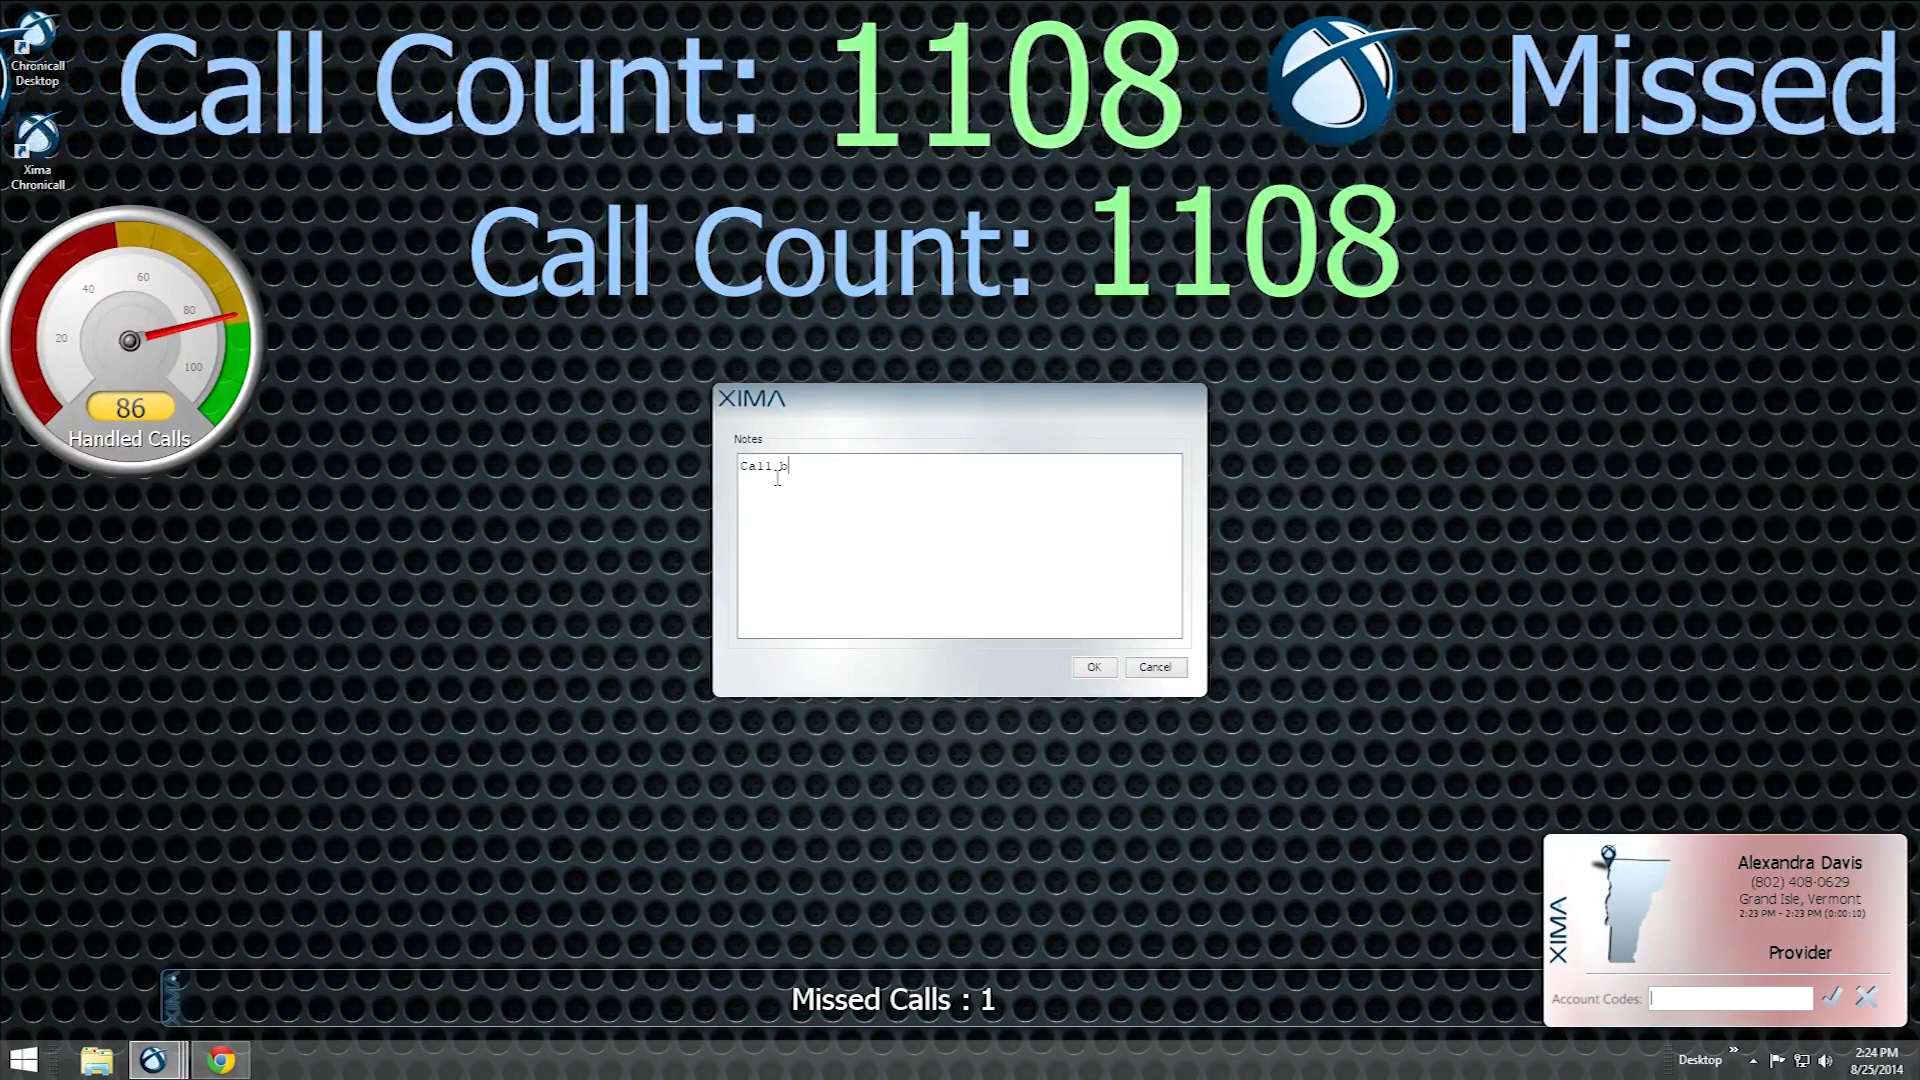 Chronicall
Desktop
Call Count: 1108
Missed
Xima
Chronicall
Call Count: 1108
20
40
60
80
100
86
Handled Calls
XIMA
Notes
Call b
OK
Cancel
XIMA
Alexandra Davis
(802) 408-0629
Grand Isle, Vermont
2:23 PM - 2:23 PM (0:00:10)
Provider
Account Codes:
XIMA
Missed Calls : 1
Desktop
2:24 PM
8/25/2014